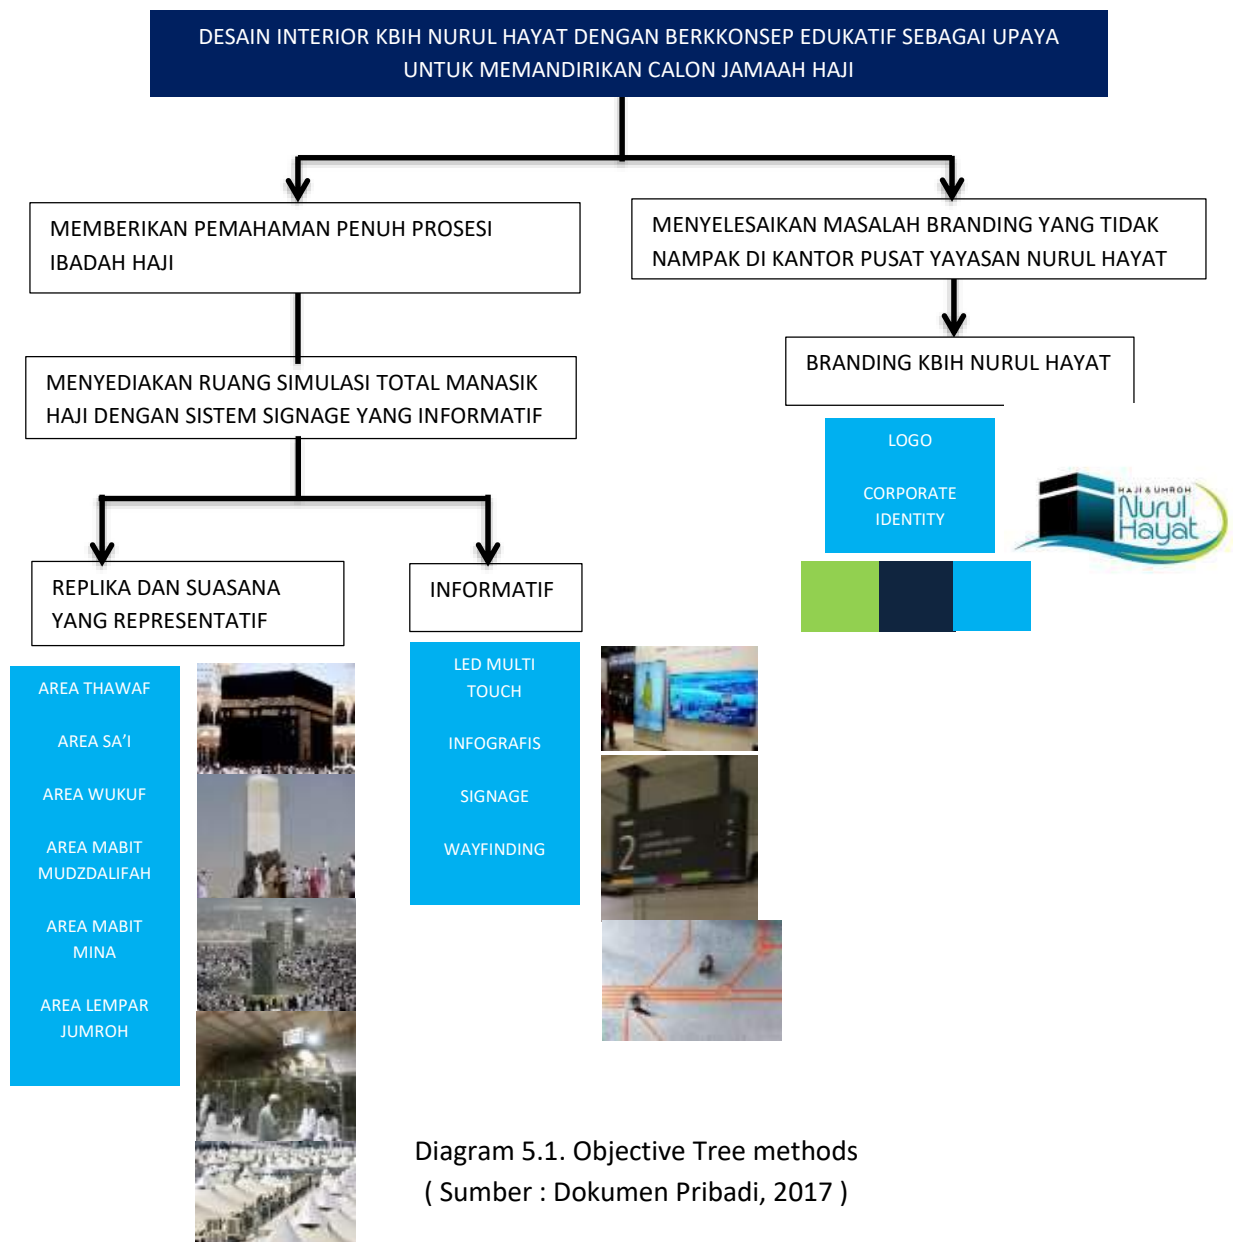 DESAIN INTERIOR KBIH NURUL HAYAT DENGAN BERKKONSEP EDUKATIF SEBAGAI UPAYA
UNTUK MEMANDIRIKAN CALON JAMAAH HAJI
MEMBERIKAN PEMAHAMAN PENUH PROSESI
IBADAH HAJI
MENYELESAIKAN MASALAH BRANDING YANG TIDAK
NAMPAK DI KANTOR PUSAT YAYASAN NURUL HAYAT
MENYEDIAKAN RUANG SIMULASI TOTAL MANASIK
HAJI DENGAN SISTEM SIGNAGE YANG INFORMATIF
BRANDING KBIH NURUL HAYAT
LOGO
CORPORATE
IDENTITY
HAJI & UMROH
Nurul
Hayat
REPLIKA DAN SUASANA
YANG REPRESENTATIF
INFORMATIF
AREA THAWAF
AREA SA’I
AREA WUKUF
AREA MABIT
MUDZDALIFAH
AREA MABIT
MINA
AREA LEMPAR
JUMROH
LED MULTI
TOUCH
INFOGRAFIS
SIGNAGE
WAYFINDING
2
Diagram 5.1. Objective Tree methods
( Sumber : Dokumen Pribadi, 2017 )